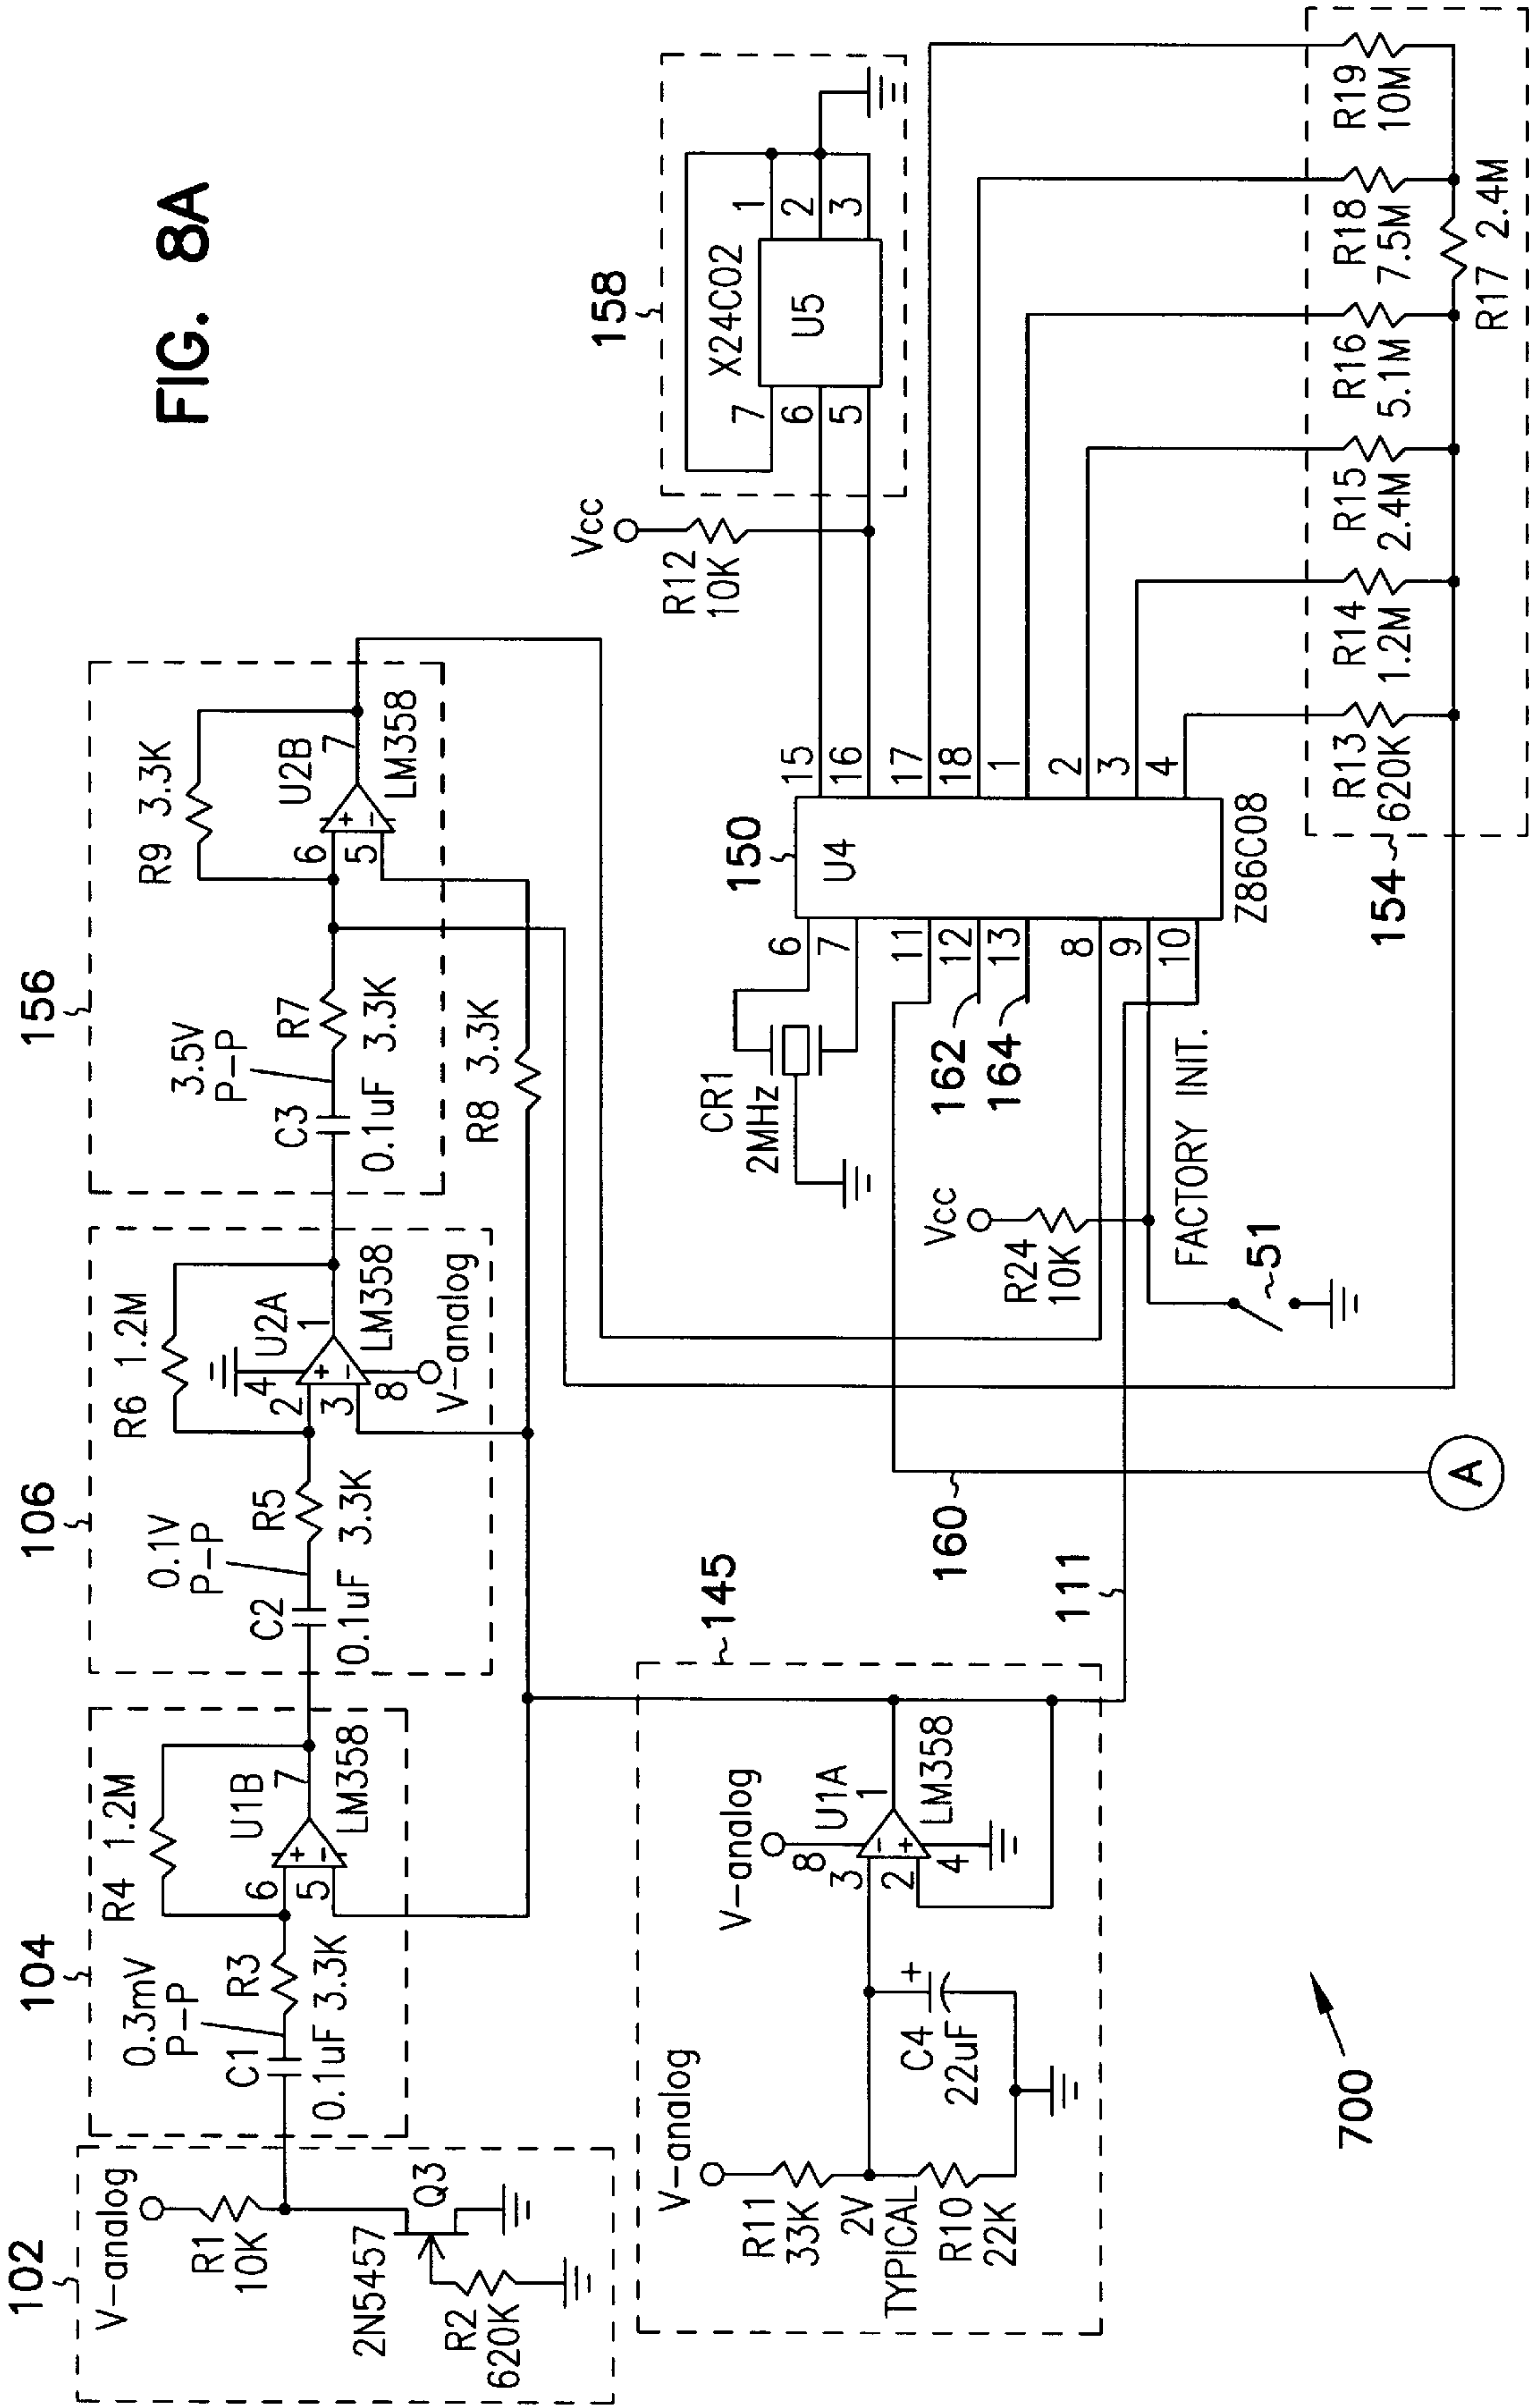 FIG. 8A
102
V-analog
R1
10K
2N5457
Q3
R2
620K
104
0.3mV
P-P
C1
0.1uF
R3
3.3K
R4 1.2M
6
5
U1B
7
LM358
106
0.1V
P-P
C2
0.1uF
R5
3.3K
R6 1.2M
4
2
3
8
U2A
1
LM358
V-analog
156
3.5V
P-P
C3
0.1uF
R7
3.3K
R9 3.3K
6
5
U2B
7
LM358
R8 3.3K
145
V-analog
R11
33K
2V
TYPICAL
R10
22K
C4
22uF
+
V-analog
8
3
2
4
U1A
1
LM358
111
160
A
700
150
U4
Z86C08
6
7
11
12
13
8
9
10
15
16
17
18
1
2
3
4
CR1
2MHz
162
164
Vcc
R24
10K
FACTORY INIT.
51
Vcc
R12
10K
158
X24C02
U5
7
6
5
1
2
3
154
R13
620K
R14
1.2M
R15
2.4M
R16
5.1M
R18
7.5M
R19
10M
R17 2.4M